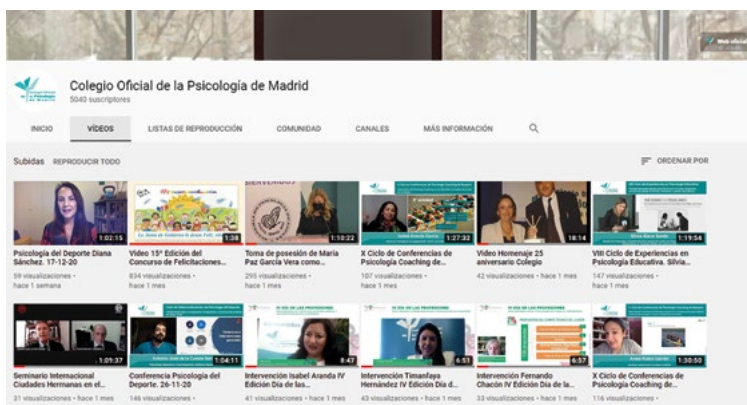 Web oficial
Colegio Oficial de la Psicología de Madrid
5040 suscriptores
INICIO
VÍDEOS
LISTAS DE REPRODUCCIÓN
COMUNIDAD
CANALES
MÁS INFORMACIÓN
Subidas REPRODUCIR TODO
ORDENAR POR
1:02:15
1:38
1:10:22
1:27:32
18:14
1:19:54
Psicología del Deporte Diana Sánchez. 17-12-20
59 visualizaciones •
hace 1 semana
Video 15ª Edición del
Concurso de Felicitaciones...
834 visualizaciones •
hace 1 mes
Toma de posesión de María
Paz García Vera como...
295 visualizaciones •
hace 1 mes
X Ciclo de Conferencias de
Psicología Coaching de...
107 visualizaciones •
hace 1 mes
Video Homenaje 25
aniversario Colegio
42 visualizaciones • hace 1 mes
VIII Ciclo de Experiencias en
Psicología Educativa. Silvia...
147 visualizaciones •
hace 1 mes
1:09:37
1:04:11
8:47
6:51
6:57
1:30:50
Seminario Internacional
Ciudades Hermanas en el...
31 visualizaciones • hace 1 mes
Conferencia Psicología del
Deporte. 26-11-20
146 visualizaciones •
Intervención Isabel Aranda IV
Edición Día de las...
41 visualizaciones • hace 1 mes
Intervención Timanfaya
Hernández IV Edición Día d...
43 visualizaciones • hace 1 mes
Intervención Fernando
Chacón IV Edición Día de la...
33 visualizaciones • hace 1 mes
X Ciclo de Conferencias de
Psicología Coaching de...
116 visualizaciones •